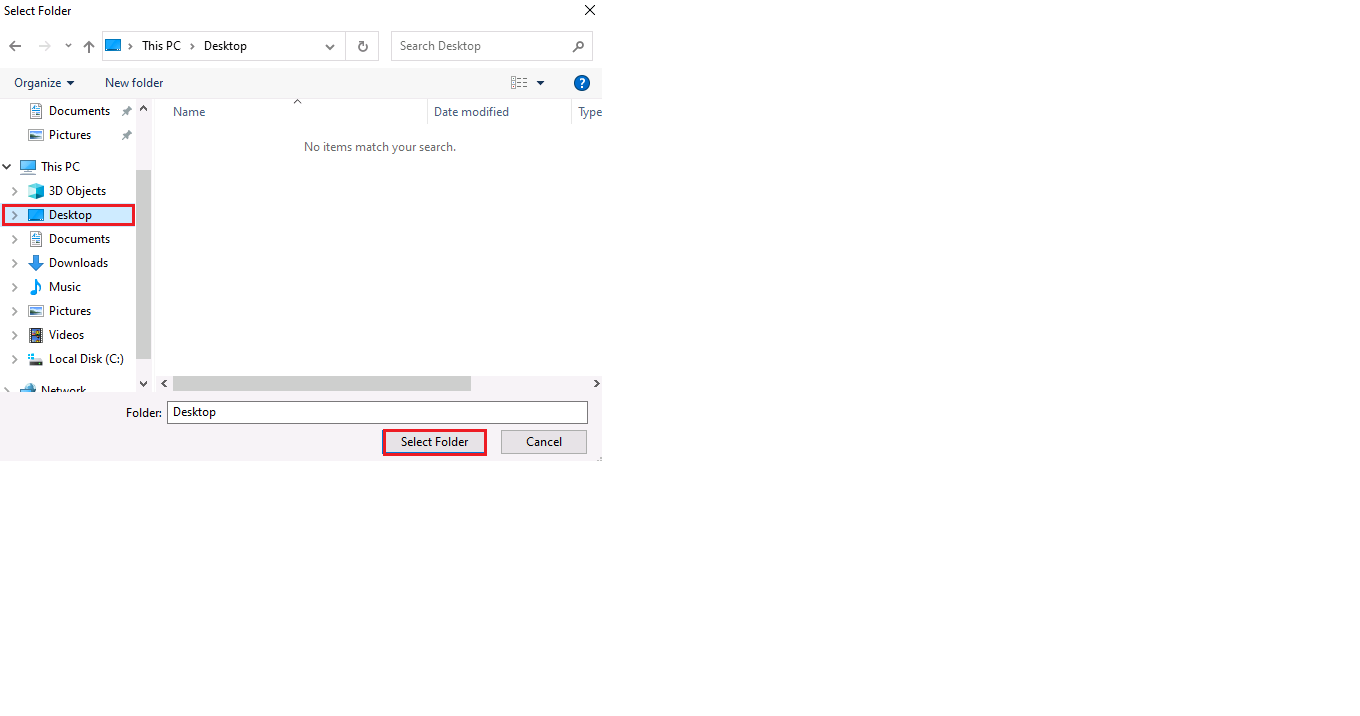 Select Folder
This PC Desktop
Search Desktop
Organize
New folder
?
Documents
Pictures
This PC
3D Objects
Desktop
Documents
Downloads
Music
Pictures
Videos
Local Disk (C:)
Network
Name
Date modified
Type
No items match your search.
Folder: Desktop
Select Folder
Cancel